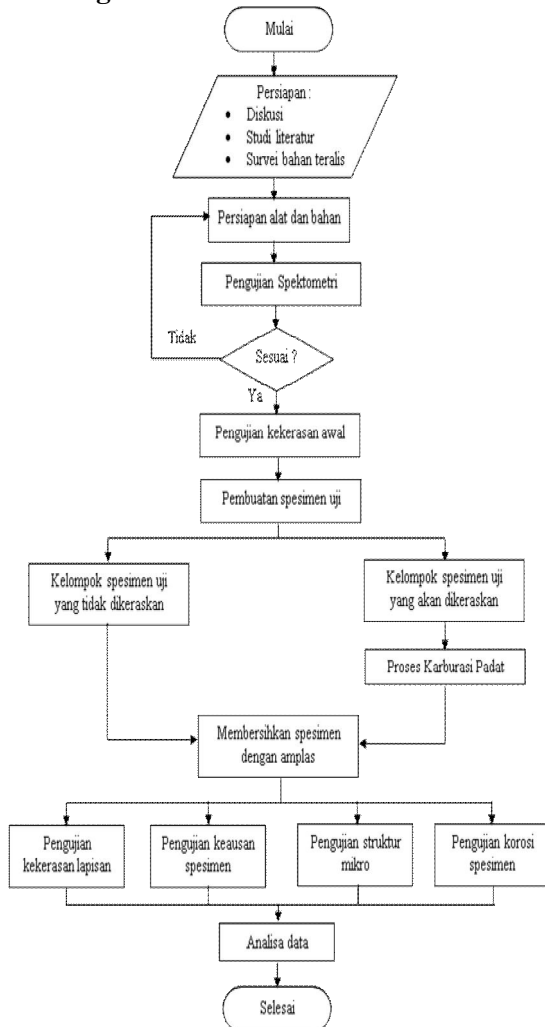 Mulai
Persiapan :
• Diskusi
• Studi literatur
• Survei bahan teralis
Persiapan alat dan bahan
Pengujian Spektometri
Tidak
Sesuai ?
Ya
Pengujian kekerasan awal
Pembuatan spesimen uji
Kelompok spesimen uji
yang tidak dikeraskan
Kelompok spesimen uji
yang akan dikeraskan
Proses Karburasi Padat
Membersihkan spesimen
dengan amplas
Pengujian
kekerasan lapisan
Pengujian keausan
spesimen
Pengujian struktur
mikro
Pengujian korosi
spesimen
Analisa data
Selesai